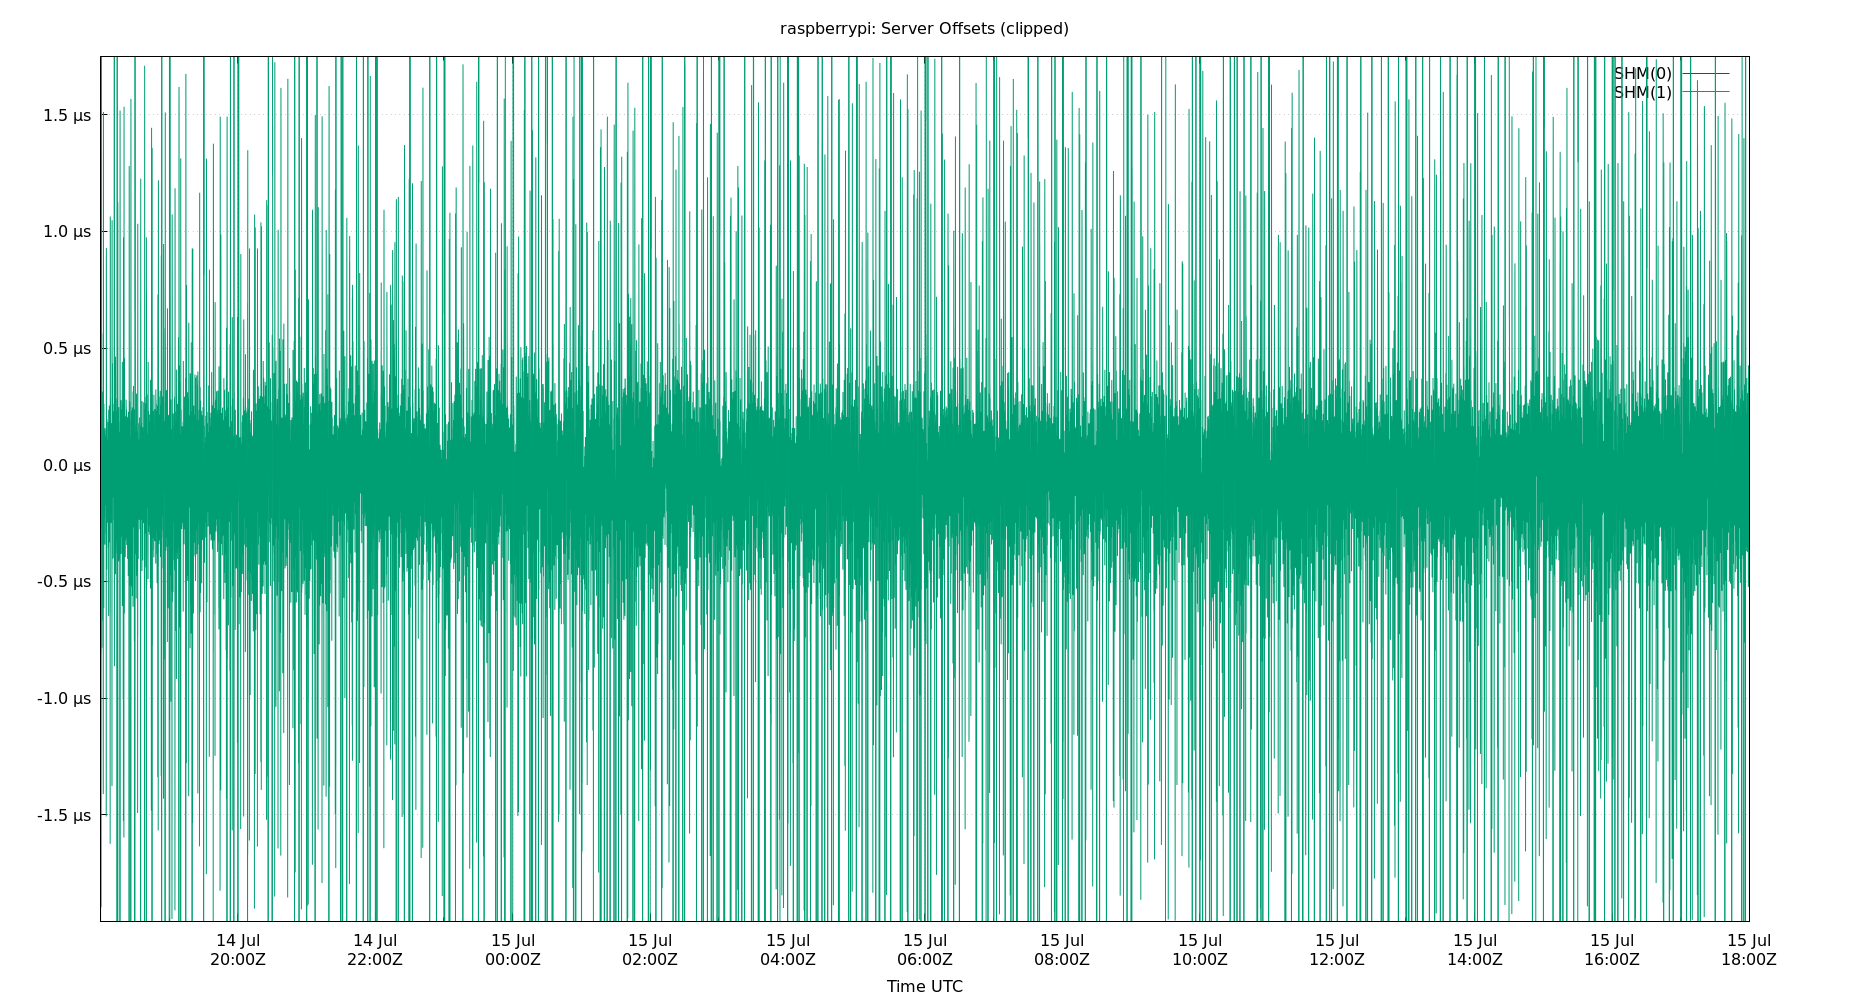 raspberrypi: Server Offsets (clipped)
SHM(0)
SHM(1)
1.5 µs
1.0 µs
0.5 µs
0.0 µs
-0.5 µs
-1.0 µs
-1.5 µs
14 Jul 14 Jul 15 Jul 15 Jul 15 Jul 15 Jul 15 Jul 15 Jul 15 Jul 15 Jul 15 Jul 15 Jul
20:00Z 22:00Z 00:00Z 02:00Z 04:00Z 06:00Z 08:00Z 10:00Z 12:00Z 14:00Z 16:00Z 18:00Z
Time UTC